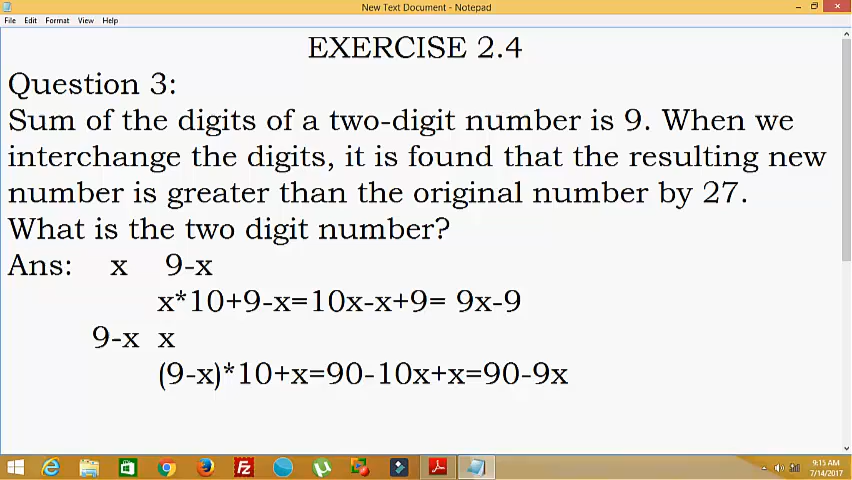 New Text Document - Notepad
File Edit Format View Help
EXERCISE 2.4
Question 3:
Sum of the digits of a two-digit number is 9. When we
interchange the digits, it is found that the resulting new
number is greater than the original number by 27.
What is the two digit number?
Ans: x 9-x
x*10+9-x=10x-x+9= 9x-9
9-x x
(9-x)*10+x=90-10x+x=90-9x
9:15 AM
7/14/2017